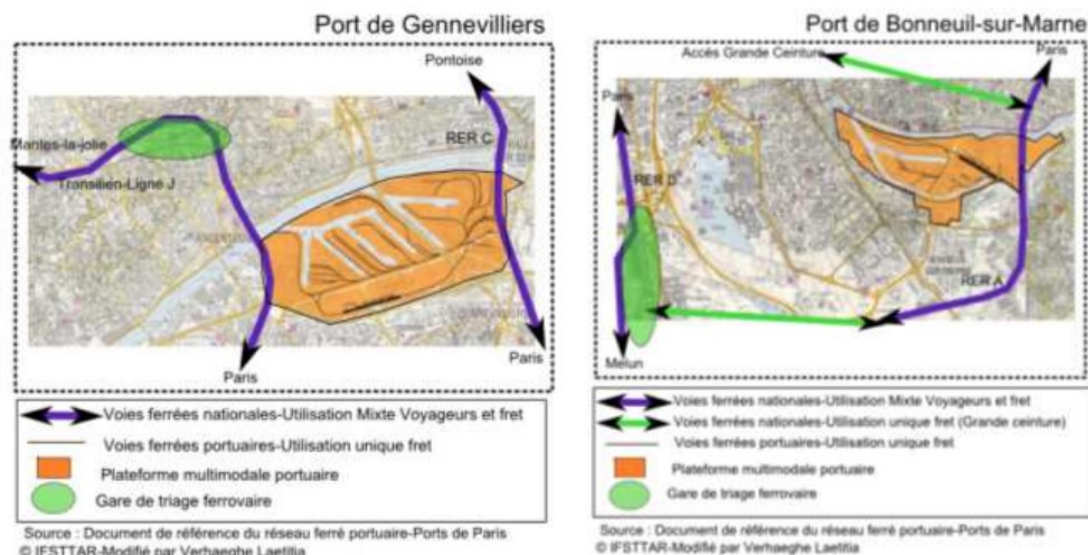 Port de Gennevilliers
Pontoise
RER C
Mantes-la-jolie
Transilien-Ligne J
Paris
Paris
Voies ferrées nationales-Utilisation Mixte Voyageurs et fret
Voies ferrées portuaires-Utilisation unique fret
Plateforme multimodale portuaire
Gare de triage ferrovaire
Source : Document de référence du réseau ferré portuaire-Ports de Paris
© IFSTTAR-Modifié par Verhaeghe Laetitia
Port de Bonneuil-sur-Marne
Accès Grande Ceinture
Paris
Paris
RER D
RER A
Melun
Voies ferrées nationales-Utilisation Mixte Voyageurs et fret
Voies ferrées nationales-Utilisation unique fret (Grande ceinture)
Voies ferrées portuaires-Utilisation unique fret
Plateforme multimodale portuaire
Gare de triage ferrovaire
Source : Document de référence du réseau ferré portuaire-Ports de Paris
© IFSTTAR-Modifié par Verhaeghe Laetitia